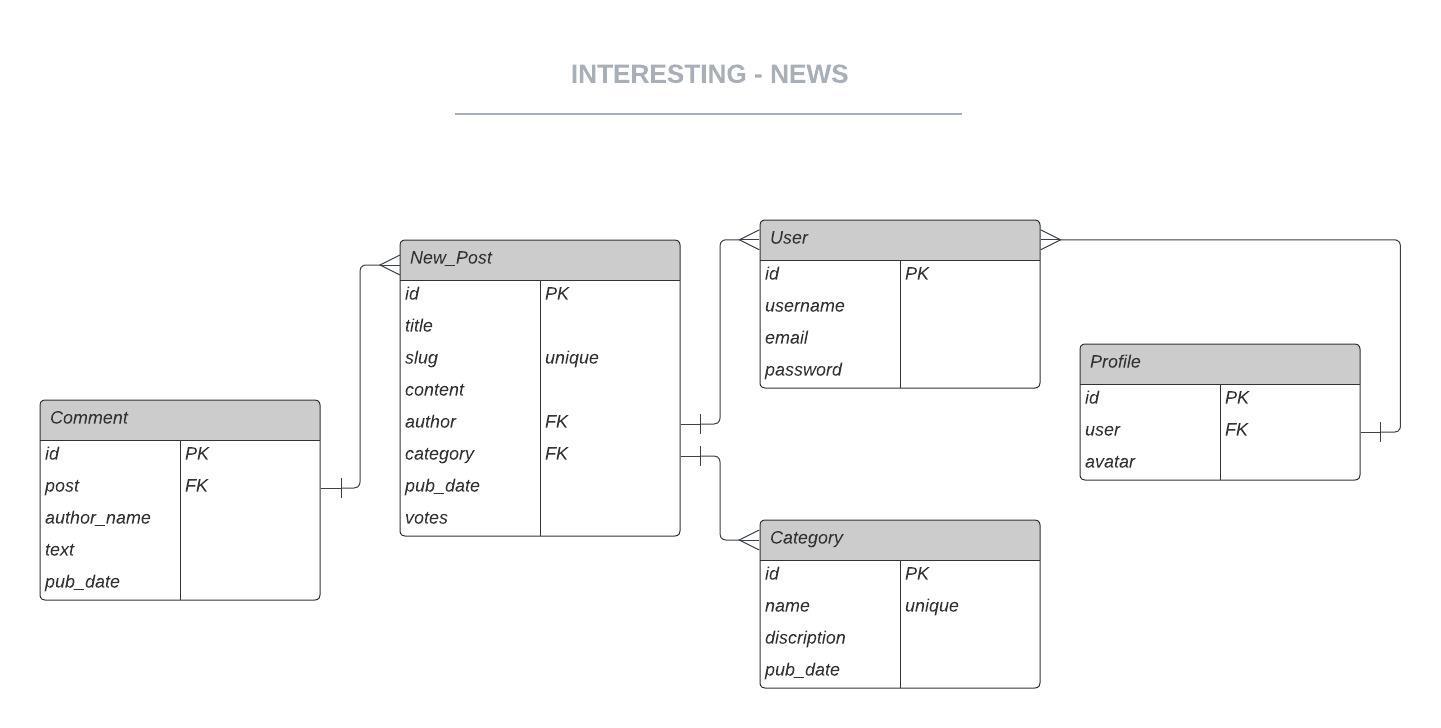 INTERESTING - NEWS
Comment
id PK
post FK
author_name
text
pub_date
New_Post
id PK
title
slug unique
content
author FK
category FK
pub_date
votes
User
id PK
username
email
password
Category
id PK
name unique
discription
pub_date
Profile
id PK
user FK
avatar